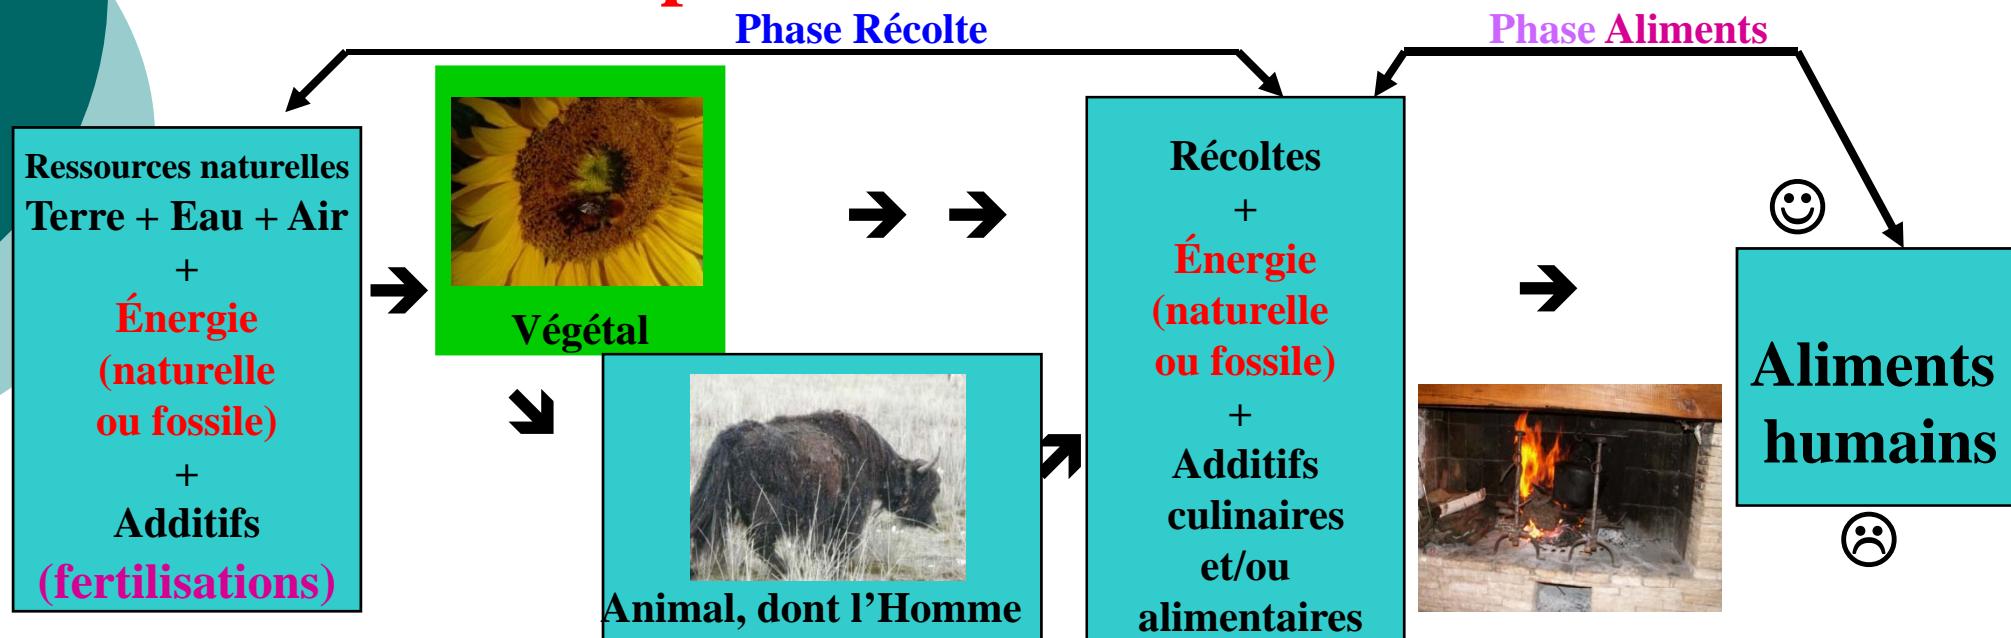 Phase Récolte
Phase Aliments
Ressources naturelles
Terre + Eau + Air
+
Énergie
(naturelle
ou fossile)
+
Additifs
(fertilisations)
Végétal
Animal, dont l’Homme
Récoltes
+
Énergie
(naturelle
ou fossile)
+
Additifs
culinaires
et/ou
alimentaires
Aliments
humains